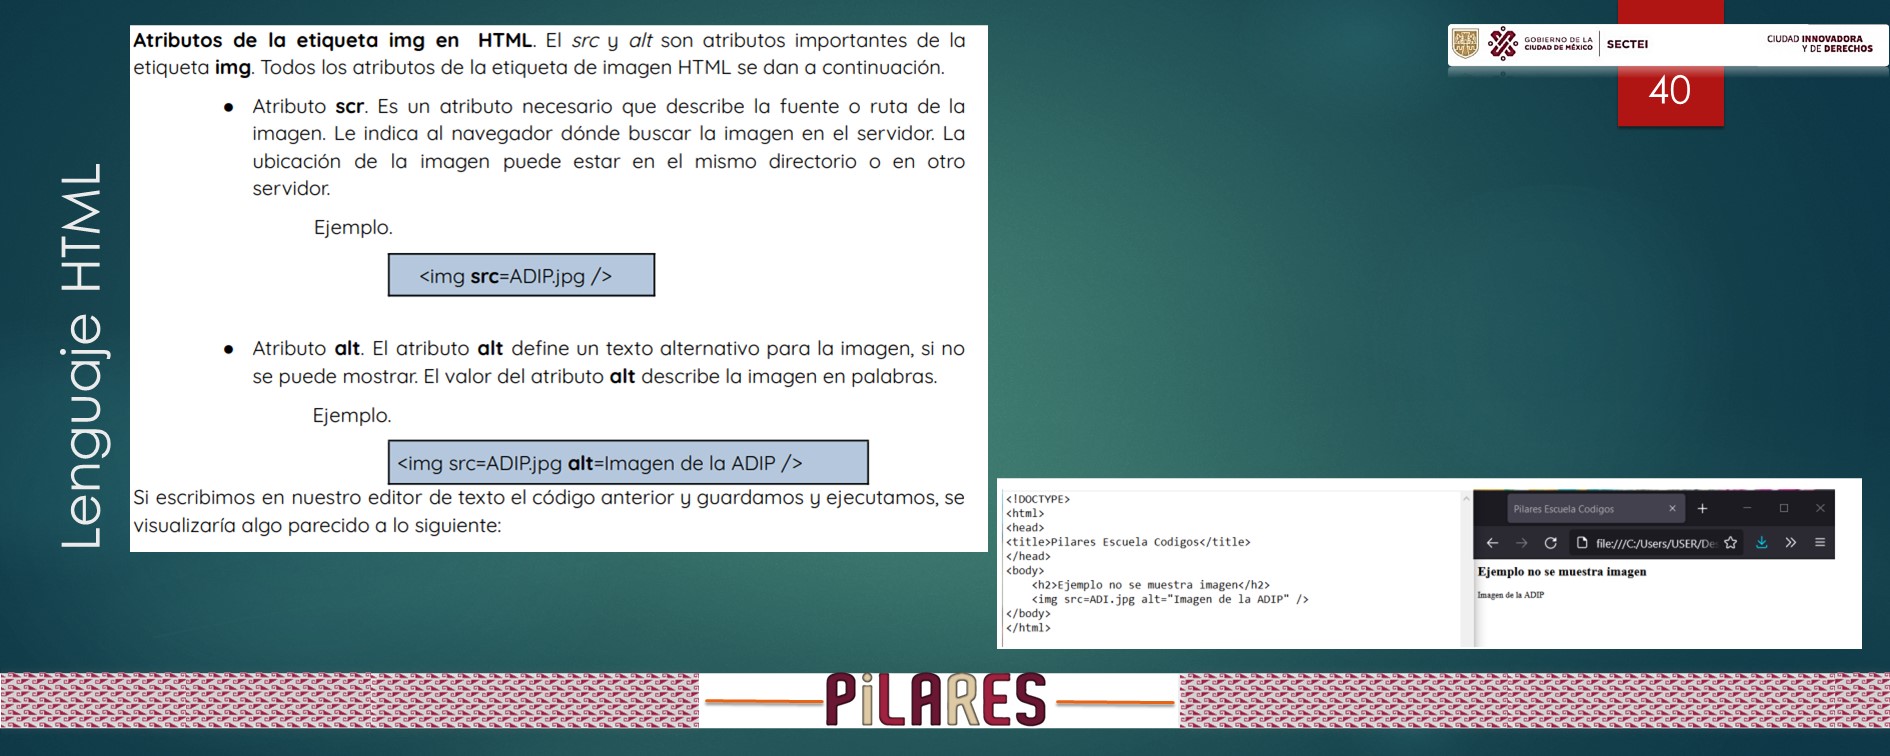 Atributos de la etiqueta img en HTML. El src y alt son atributos importantes de la
etiqueta img. Todos los atributos de la etiqueta de imagen HTML se dan a continuación.
● Atributo scr. Es un atributo necesario que describe la fuente o ruta de la
imagen. Le indica al navegador dónde buscar la imagen en el servidor. La
ubicación de la imagen puede estar en el mismo directorio o en otro
servidor.
Ejemplo.
<img src=ADIP.jpg />
● Atributo alt. El atributo alt define un texto alternativo para la imagen, si no
se puede mostrar. El valor del atributo alt describe la imagen en palabras.
Ejemplo.
<img src=ADIP.jpg alt=Imagen de la ADIP />
Si escribimos en nuestro editor de texto el código anterior y guardamos y ejecutamos, se
visualizaría algo parecido a lo siguiente:
Lenguaje HTML
GOBIERNO DE LA
CIUDAD DE MÉXICO
SECTEI
CIUDAD INNOVADORA
Y DE DERECHOS
40
<!DOCTYPE>
<html>
<head>
<title>Pilares Escuela Codigos</title>
</head>
<body>
<h2>Ejemplo no se muestra imagen</h2>
<img src=ADI.jpg alt="Imagen de la ADIP" />
</body>
</html>
Pilares Escuela Codigos
file:///C:/Users/USER/De
Ejemplo no se muestra imagen
Imagen de la ADIP
PiLARES